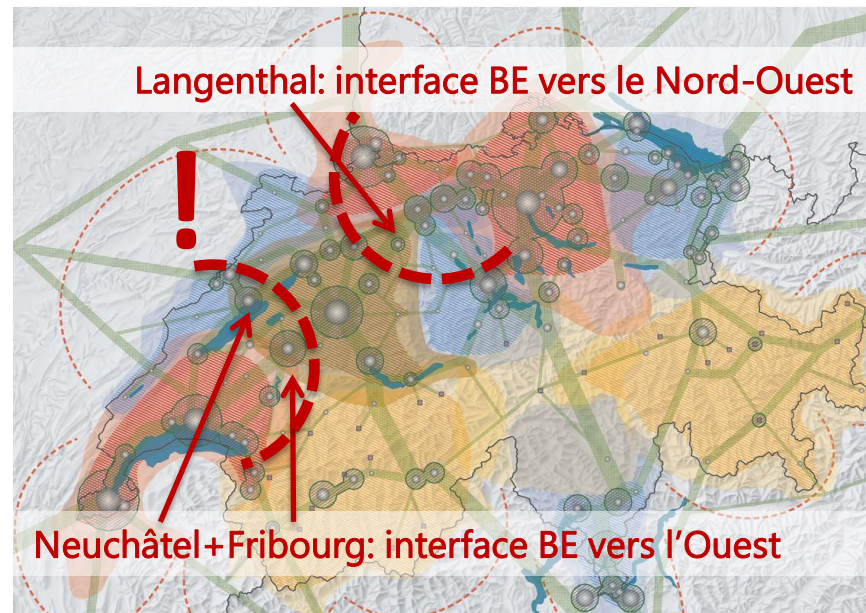 Langenthal: interface BE vers le Nord-Ouest
!
Neuchâtel+Fribourg: interface BE vers l'Ouest